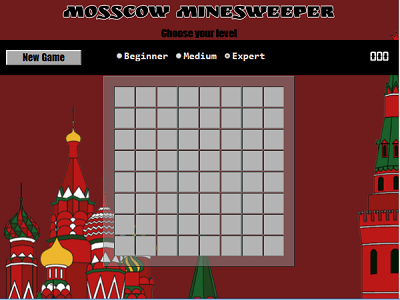 MOSSCOW MINESWEEPER
Choose your level
New Game
Beginner Medium Expert
000